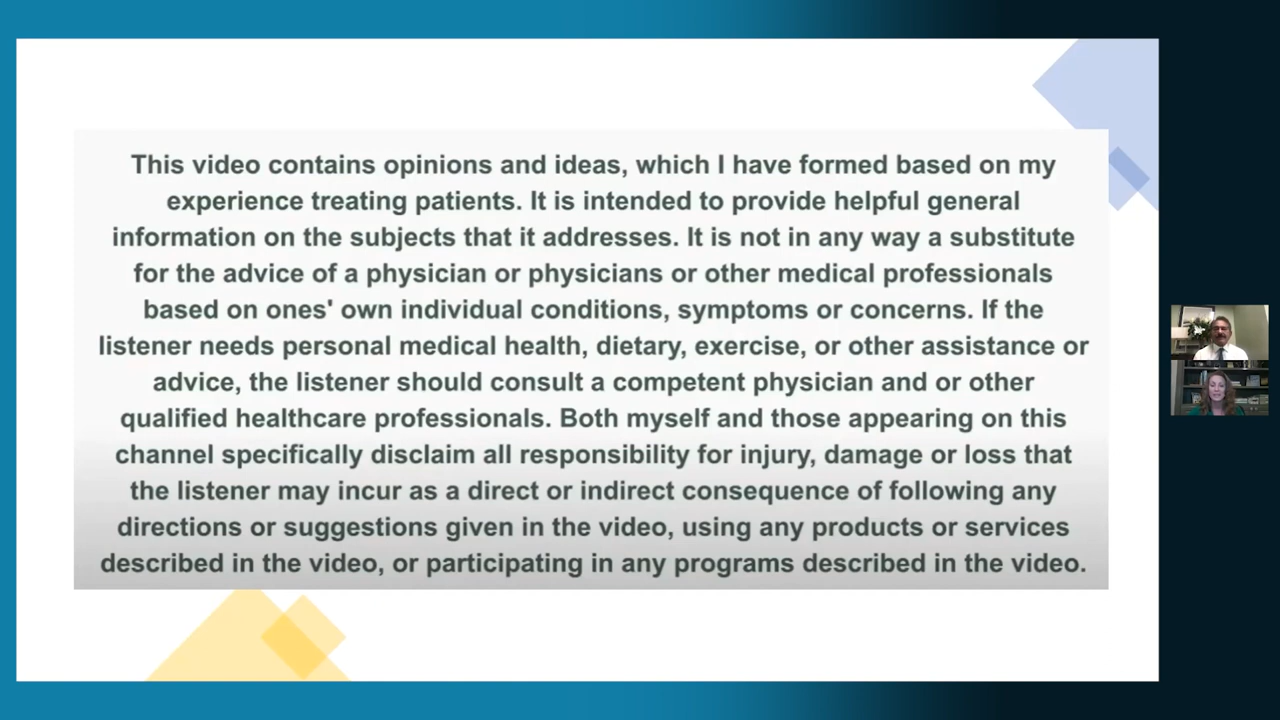 This video contains opinions and ideas, which I have formed based on my
experience treating patients. It is intended to provide helpful general
information on the subjects that it addresses. It is not in any way a substitute
for the advice of a physician or physicians or other medical professionals
based on ones' own individual conditions, symptoms or concerns. If the
listener needs personal medical health, dietary, exercise, or other assistance or
advice, the listener should consult a competent physician and or other
qualified healthcare professionals. Both myself and those appearing on this
channel specifically disclaim all responsibility for injury, damage or loss that
the listener may incur as a direct or indirect consequence of following any
directions or suggestions given in the video, using any products or services
described in the video, or participating in any programs described in the video.